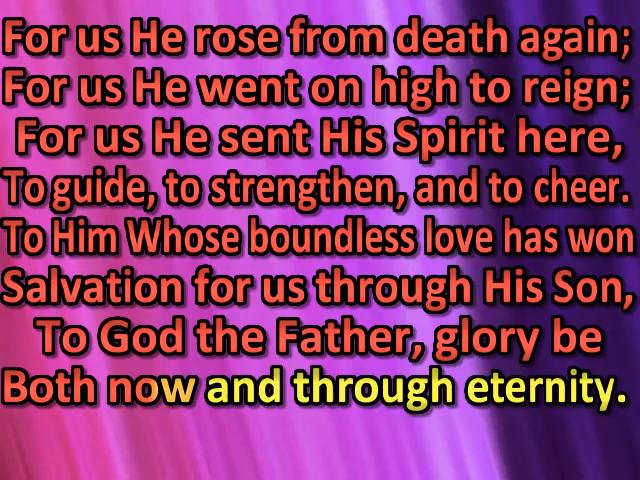 For us He rose from death again;
For us He went on high to reign;
For us He sent His Spirit here,
To guide, to strengthen, and to cheer.
To Him Whose boundless love has won
Salvation for us through His Son,
To God the Father, glory be
Both now and through eternity.